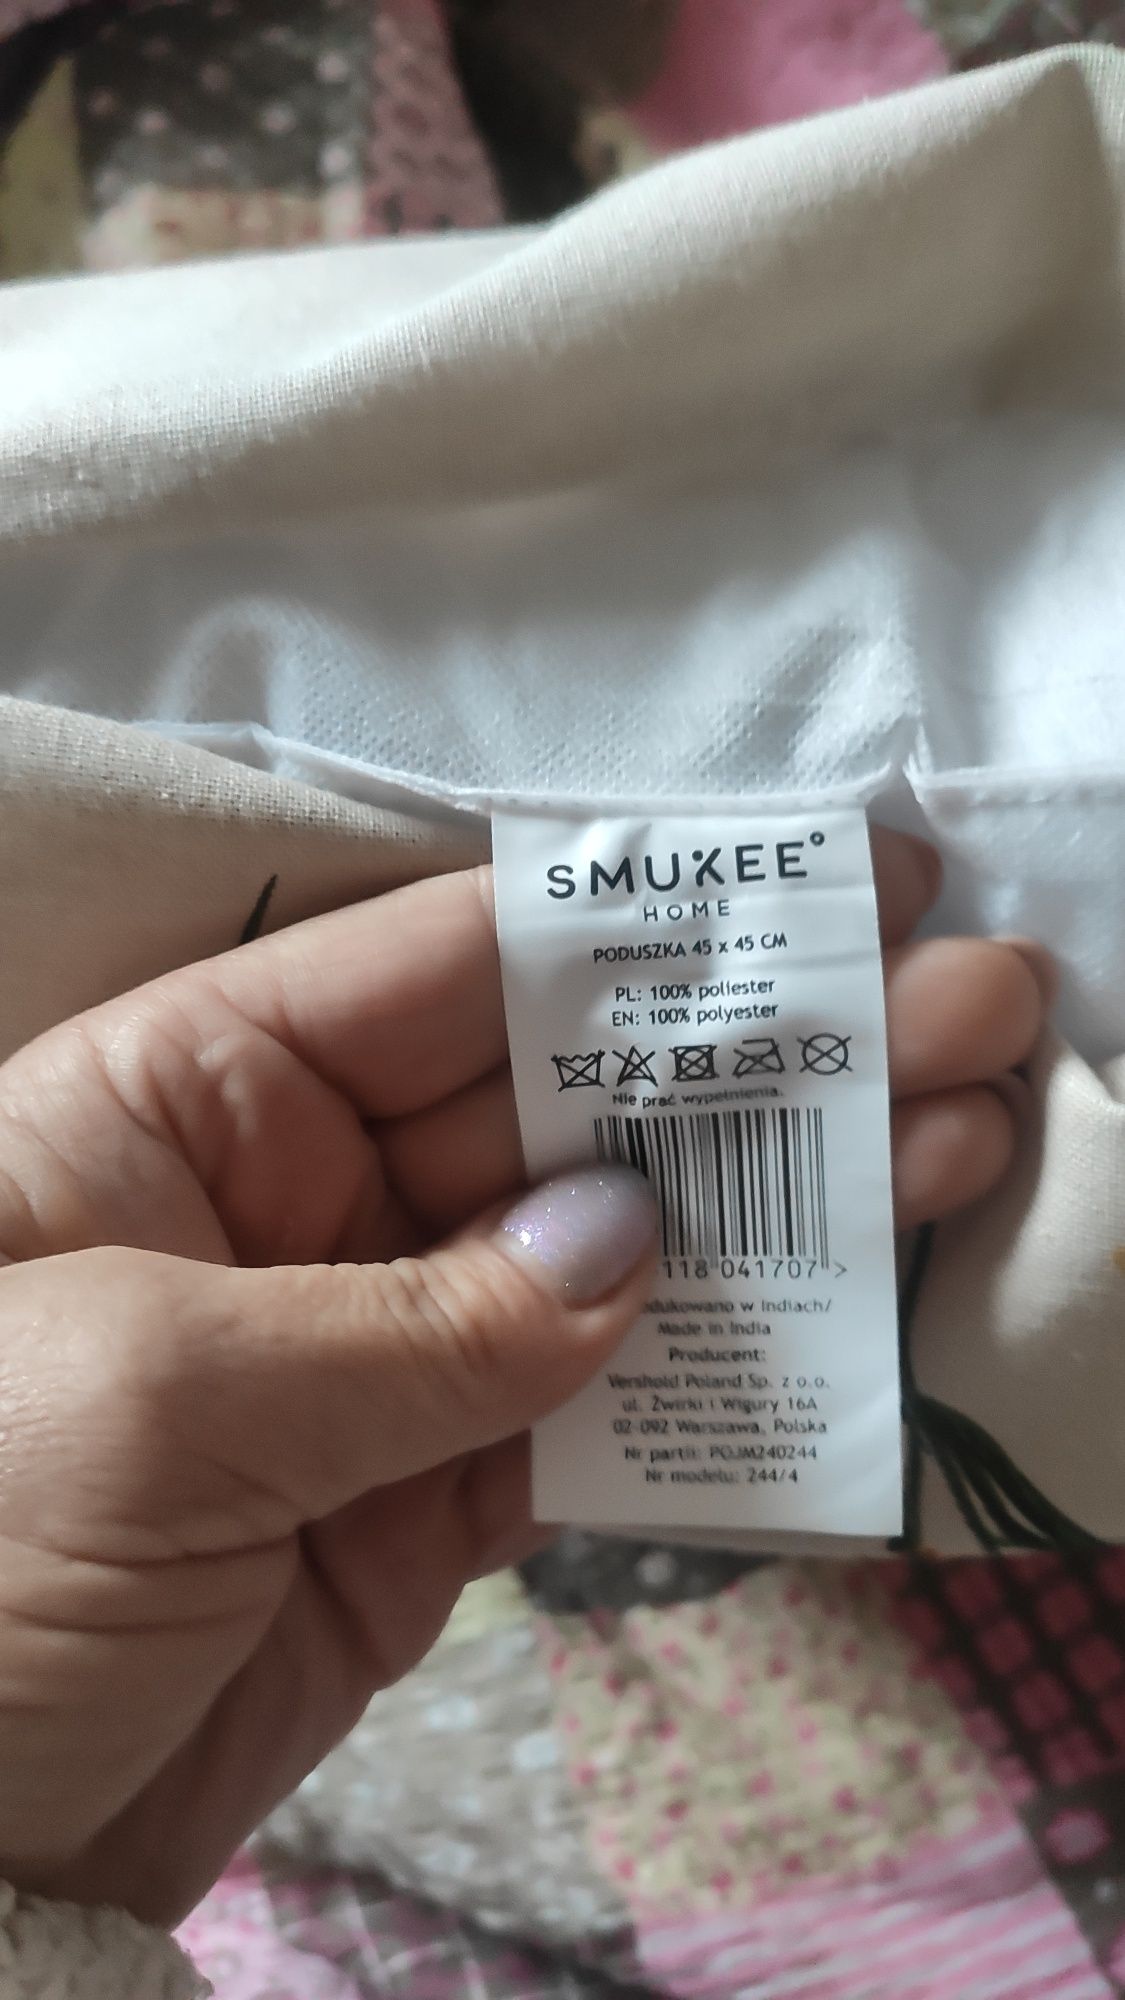 SMUKEE°
HOME
PODUSZKA 45 x 45 CM
PL: 100% poliester
EN: 100% polyester
Nie prać wypełnienia.
118 041707 >
w Indiach/
Made in India
Producent:
Vershold Poland Sp. z o.o.
ul. Żwirki i Wigury 16A
02-092 Warszawa, Polska
Nr partii: POJM240244
Nr modelu: 244/4